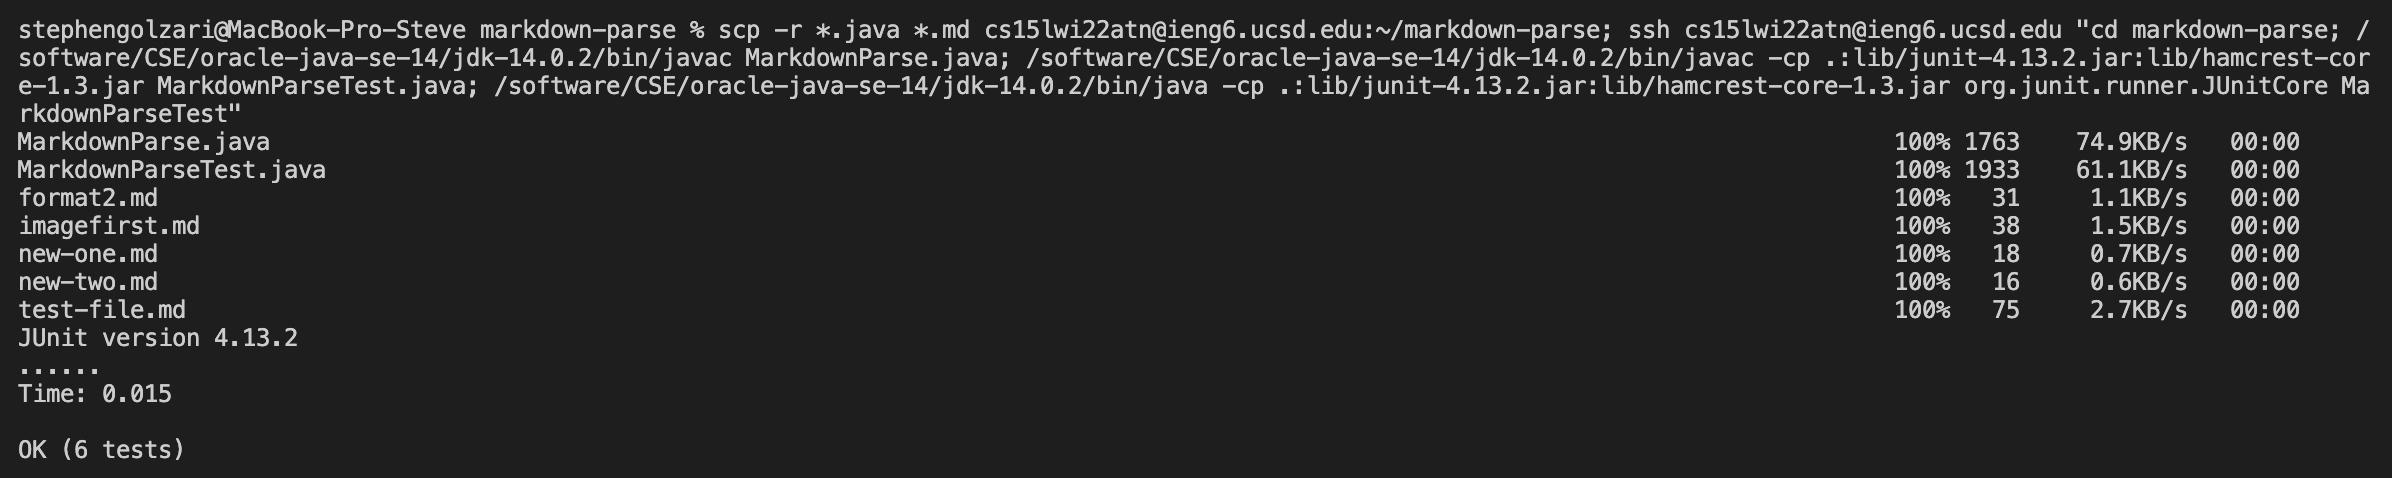 stephengolzari@MacBook-Pro-Steve markdown-parse % scp -r *.java *.md cs15lwi22atn@ieng6.ucsd.edu:~/markdown-parse; ssh cs15lwi22atn@ieng6.ucsd.edu "cd markdown-parse; /
software/CSE/oracle-java-se-14/jdk-14.0.2/bin/javac MarkdownParse.java; /software/CSE/oracle-java-se-14/jdk-14.0.2/bin/javac -cp .:lib/junit-4.13.2.jar:lib/hamcrest-cor
e-1.3.jar MarkdownParseTest.java; /software/CSE/oracle-java-se-14/jdk-14.0.2/bin/java -cp .:lib/junit-4.13.2.jar:lib/hamcrest-core-1.3.jar org.junit.runner.JUnitCore Ma
rkdownParseTest"
MarkdownParse.java 100% 1763 74.9KB/s 00:00
MarkdownParseTest.java 100% 1933 61.1KB/s 00:00
format2.md 100% 31 1.1KB/s 00:00
imagefirst.md 100% 38 1.5KB/s 00:00
new-one.md 100% 18 0.7KB/s 00:00
new-two.md 100% 16 0.6KB/s 00:00
test-file.md 100% 75 2.7KB/s 00:00
JUnit version 4.13.2
......
Time: 0.015
OK (6 tests)